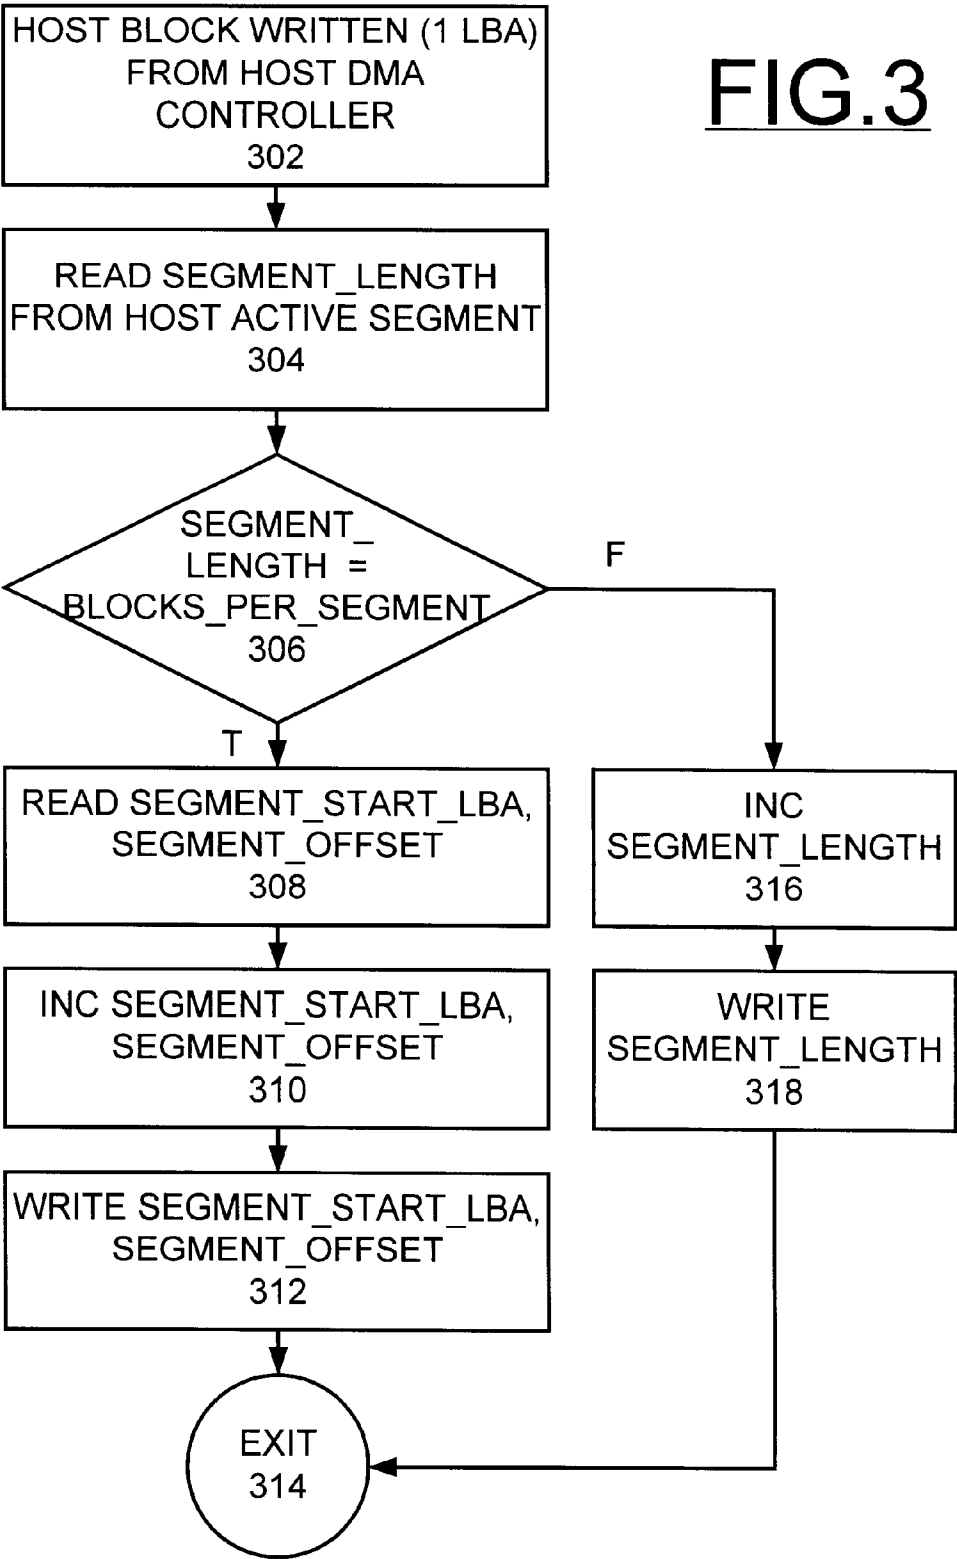 HOST BLOCK WRITTEN (1 LBA)
FROM HOST DMA
CONTROLLER
302
FIG.3
READ SEGMENT_LENGTH
FROM HOST ACTIVE SEGMENT
304
SEGMENT_
LENGTH =
BLOCKS_PER_SEGMENT
306
F
T
READ SEGMENT_START_LBA,
SEGMENT_OFFSET
308
INC
SEGMENT_LENGTH
316
INC SEGMENT_START_LBA,
SEGMENT_OFFSET
310
WRITE
SEGMENT_LENGTH
318
WRITE SEGMENT_START_LBA,
SEGMENT_OFFSET
312
EXIT
314